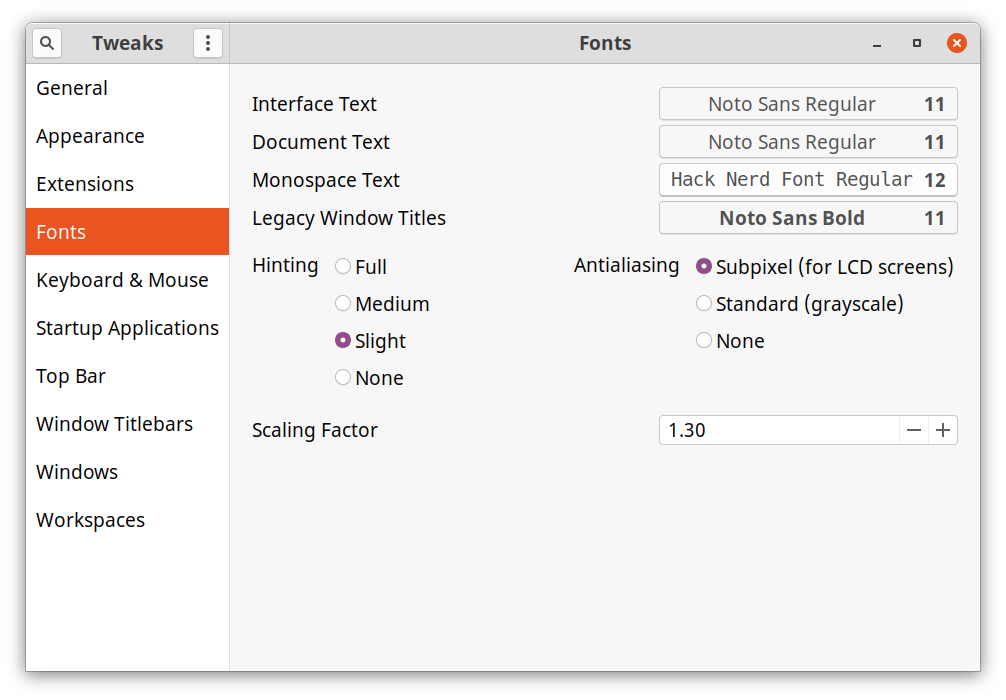 Tweaks
Fonts
General
Appearance
Extensions
Fonts
Keyboard & Mouse
Startup Applications
Top Bar
Window Titlebars
Windows
Workspaces
Interface Text Noto Sans Regular 11
Document Text Noto Sans Regular 11
Monospace Text Hack Nerd Font Regular 12
Legacy Window Titles Noto Sans Bold 11
Hinting
Full
Medium
Slight
None
Antialiasing
Subpixel (for LCD screens)
Standard (grayscale)
None
Scaling Factor 1.30